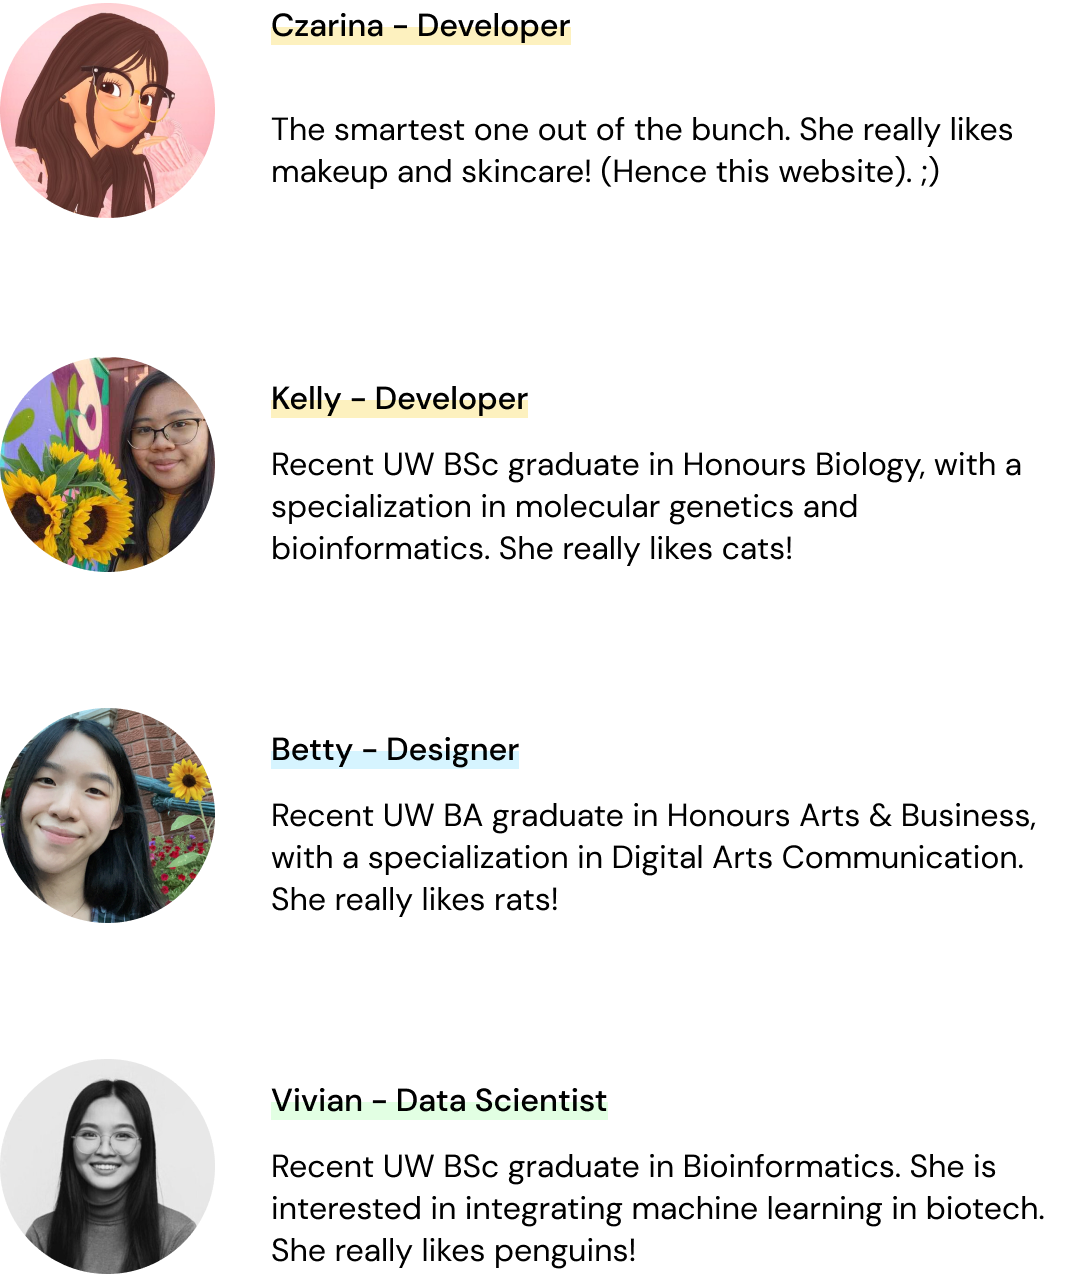 Czarina - Developer
The smartest one out of the bunch. She really likes
makeup and skincare! (Hence this website). ;)
Kelly - Developer
Recent UW BSc graduate in Honours Biology, with a
specialization in molecular genetics and
bioinformatics. She really likes cats!
Betty - Designer
Recent UW BA graduate in Honours Arts & Business,
with a specialization in Digital Arts Communication.
She really likes rats!
Vivian - Data Scientist
Recent UW BSc graduate in Bioinformatics. She is
interested in integrating machine learning in biotech.
She really likes penguins!